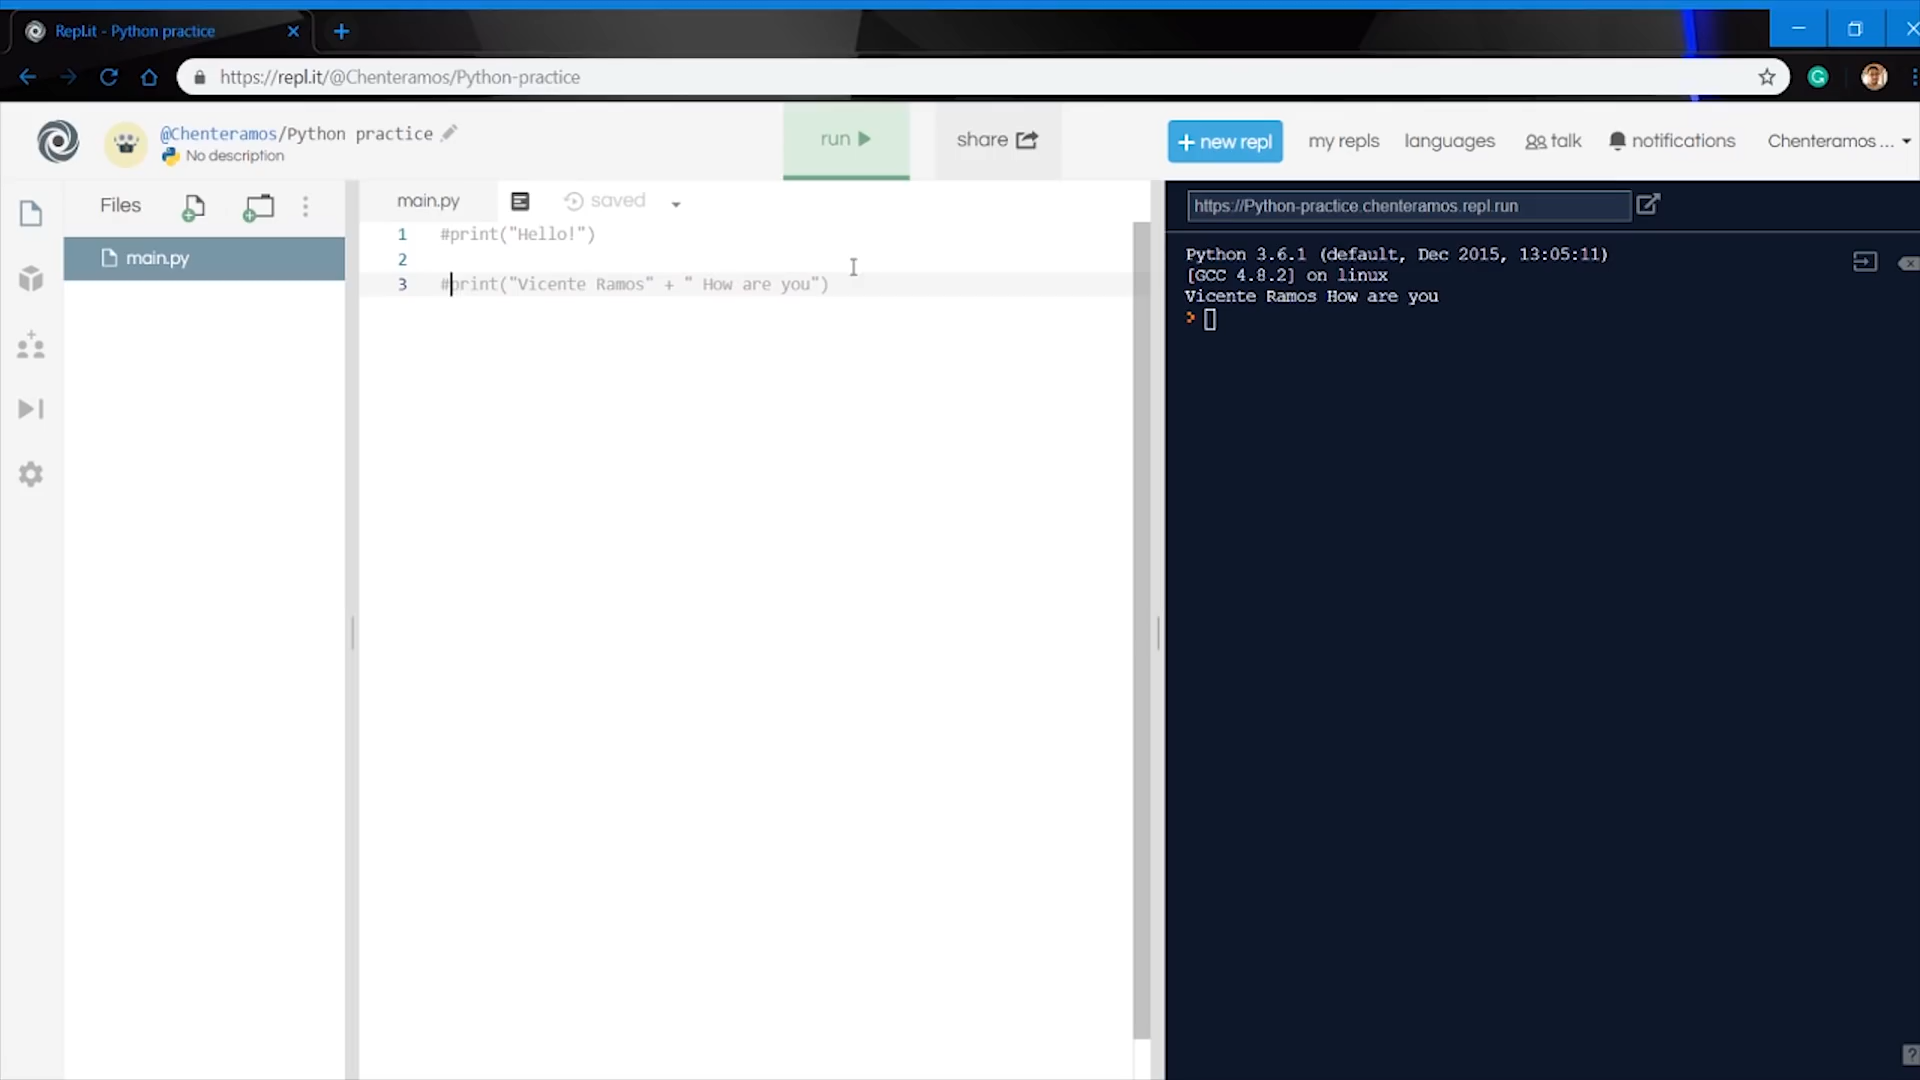 Repl.it - Python practice
https://repl.it/@Chenteramos/Python-practice
@Chenteramos/Python practice
No description
run
share
+ new repl
my repls
languages
talk
notifications
Chenteramos ...
Files
main.py
main.py
saved
https://Python-practice.chenteramos.repl.run
1 #print("Hello!")
2
3 #print("Vicente Ramos" + " How are you")
Python 3.6.1 (default, Dec 2015, 13:05:11)
[GCC 4.8.2] on linux
Vicente Ramos How are you
>
?